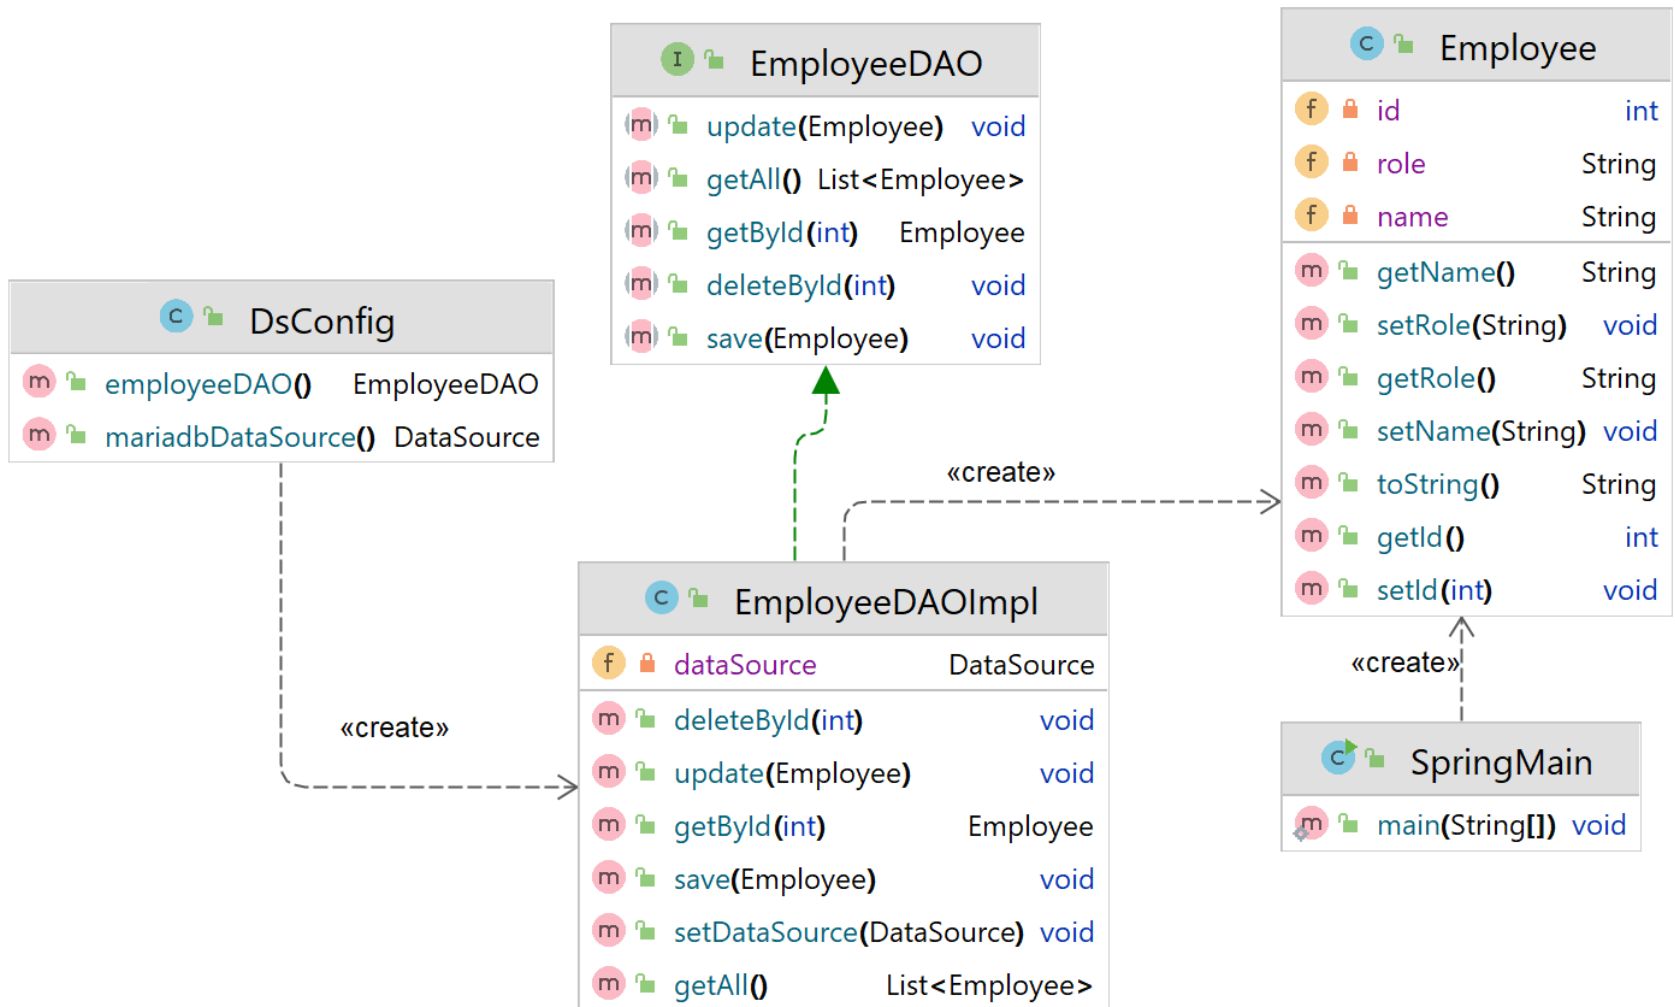 EmployeeDAO
update(Employee) void
getAll() List<Employee>
getById(int) Employee
deleteById(int) void
save(Employee) void
Employee
id int
role String
name String
getName() String
setRole(String) void
getRole() String
setName(String) void
toString() String
getId() int
setId(int) void
DsConfig
employeeDAO() EmployeeDAO
mariadbDataSource() DataSource
«create»
«create»
«create»
EmployeeDAOImpl
dataSource DataSource
deleteById(int) void
update(Employee) void
getById(int) Employee
save(Employee) void
setDataSource(DataSource) void
getAll() List<Employee>
SpringMain
main(String[]) void